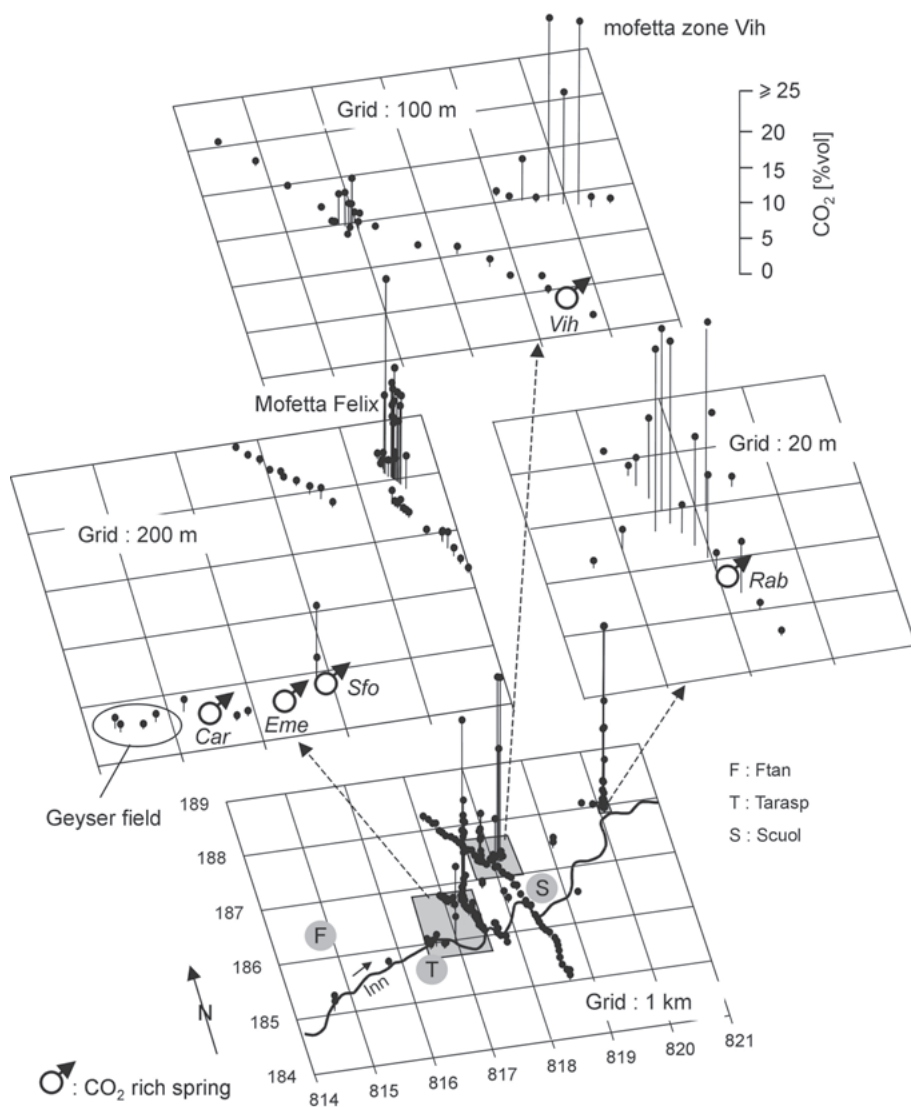 mofetta zone Vih
Grid : 100 m
⩾ 25
20
15
10
5
0
CO₂ [%vol]
Vih
Mofetta Felix
Grid : 200 m
Grid : 20 m
Rab
Sfo
Eme
Car
Geyser field
F : Ftan
T : Tarasp
S : Scuol
189
188
187
186
185
184
F
T
S
Inn
N
Grid : 1 km
814
815
816
817
818
819
820
821
: CO₂ rich spring